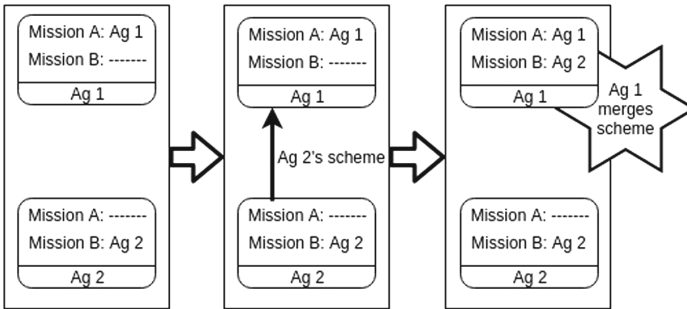 Mission A: Ag 1
Mission B: -------
Ag 1
Mission A: -------
Mission B: Ag 2
Ag 2
Mission A: Ag 1
Mission B: -------
Ag 1
Ag 2's scheme
Mission A: -------
Mission B: Ag 2
Ag 2
Mission A: Ag 1
Mission B: Ag 2
Ag 1
Ag 1
merges
scheme
Mission A: -------
Mission B: Ag 2
Ag 2